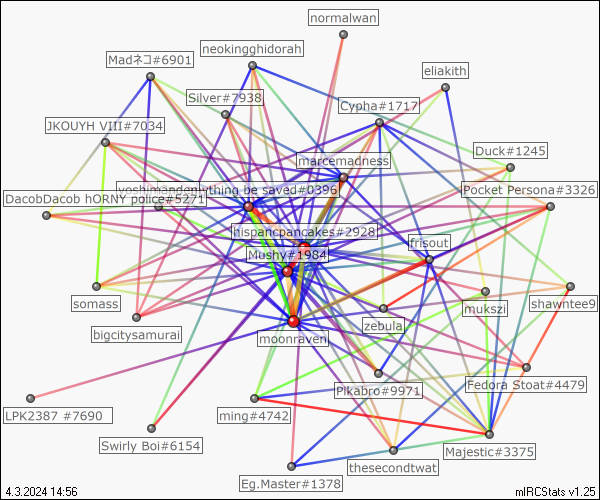 normalwan
neokingghidorah
Madネコ#6901
eliakith
Silver#7938
Cypha#1717
JKOUYH VIII#7034
Duck#1245
marcemadness
DacobDacob hORNY police#5271
be saved#0396
Pocket Persona#3326
hispanicpancakes#2928
frisout
Mushy#1984
somass
shawntee9
mukszi
zebula
bigcitysamurai
moonraven
Fedora Stoat#4479
Pikabro#9971
LPK2387 #7690
ming#4742
Swirly Boi#6154
Majestic#3375
thesecondtwat
Eg.Master#1378
4.3.2024 14:56
mIRCStats v1.25